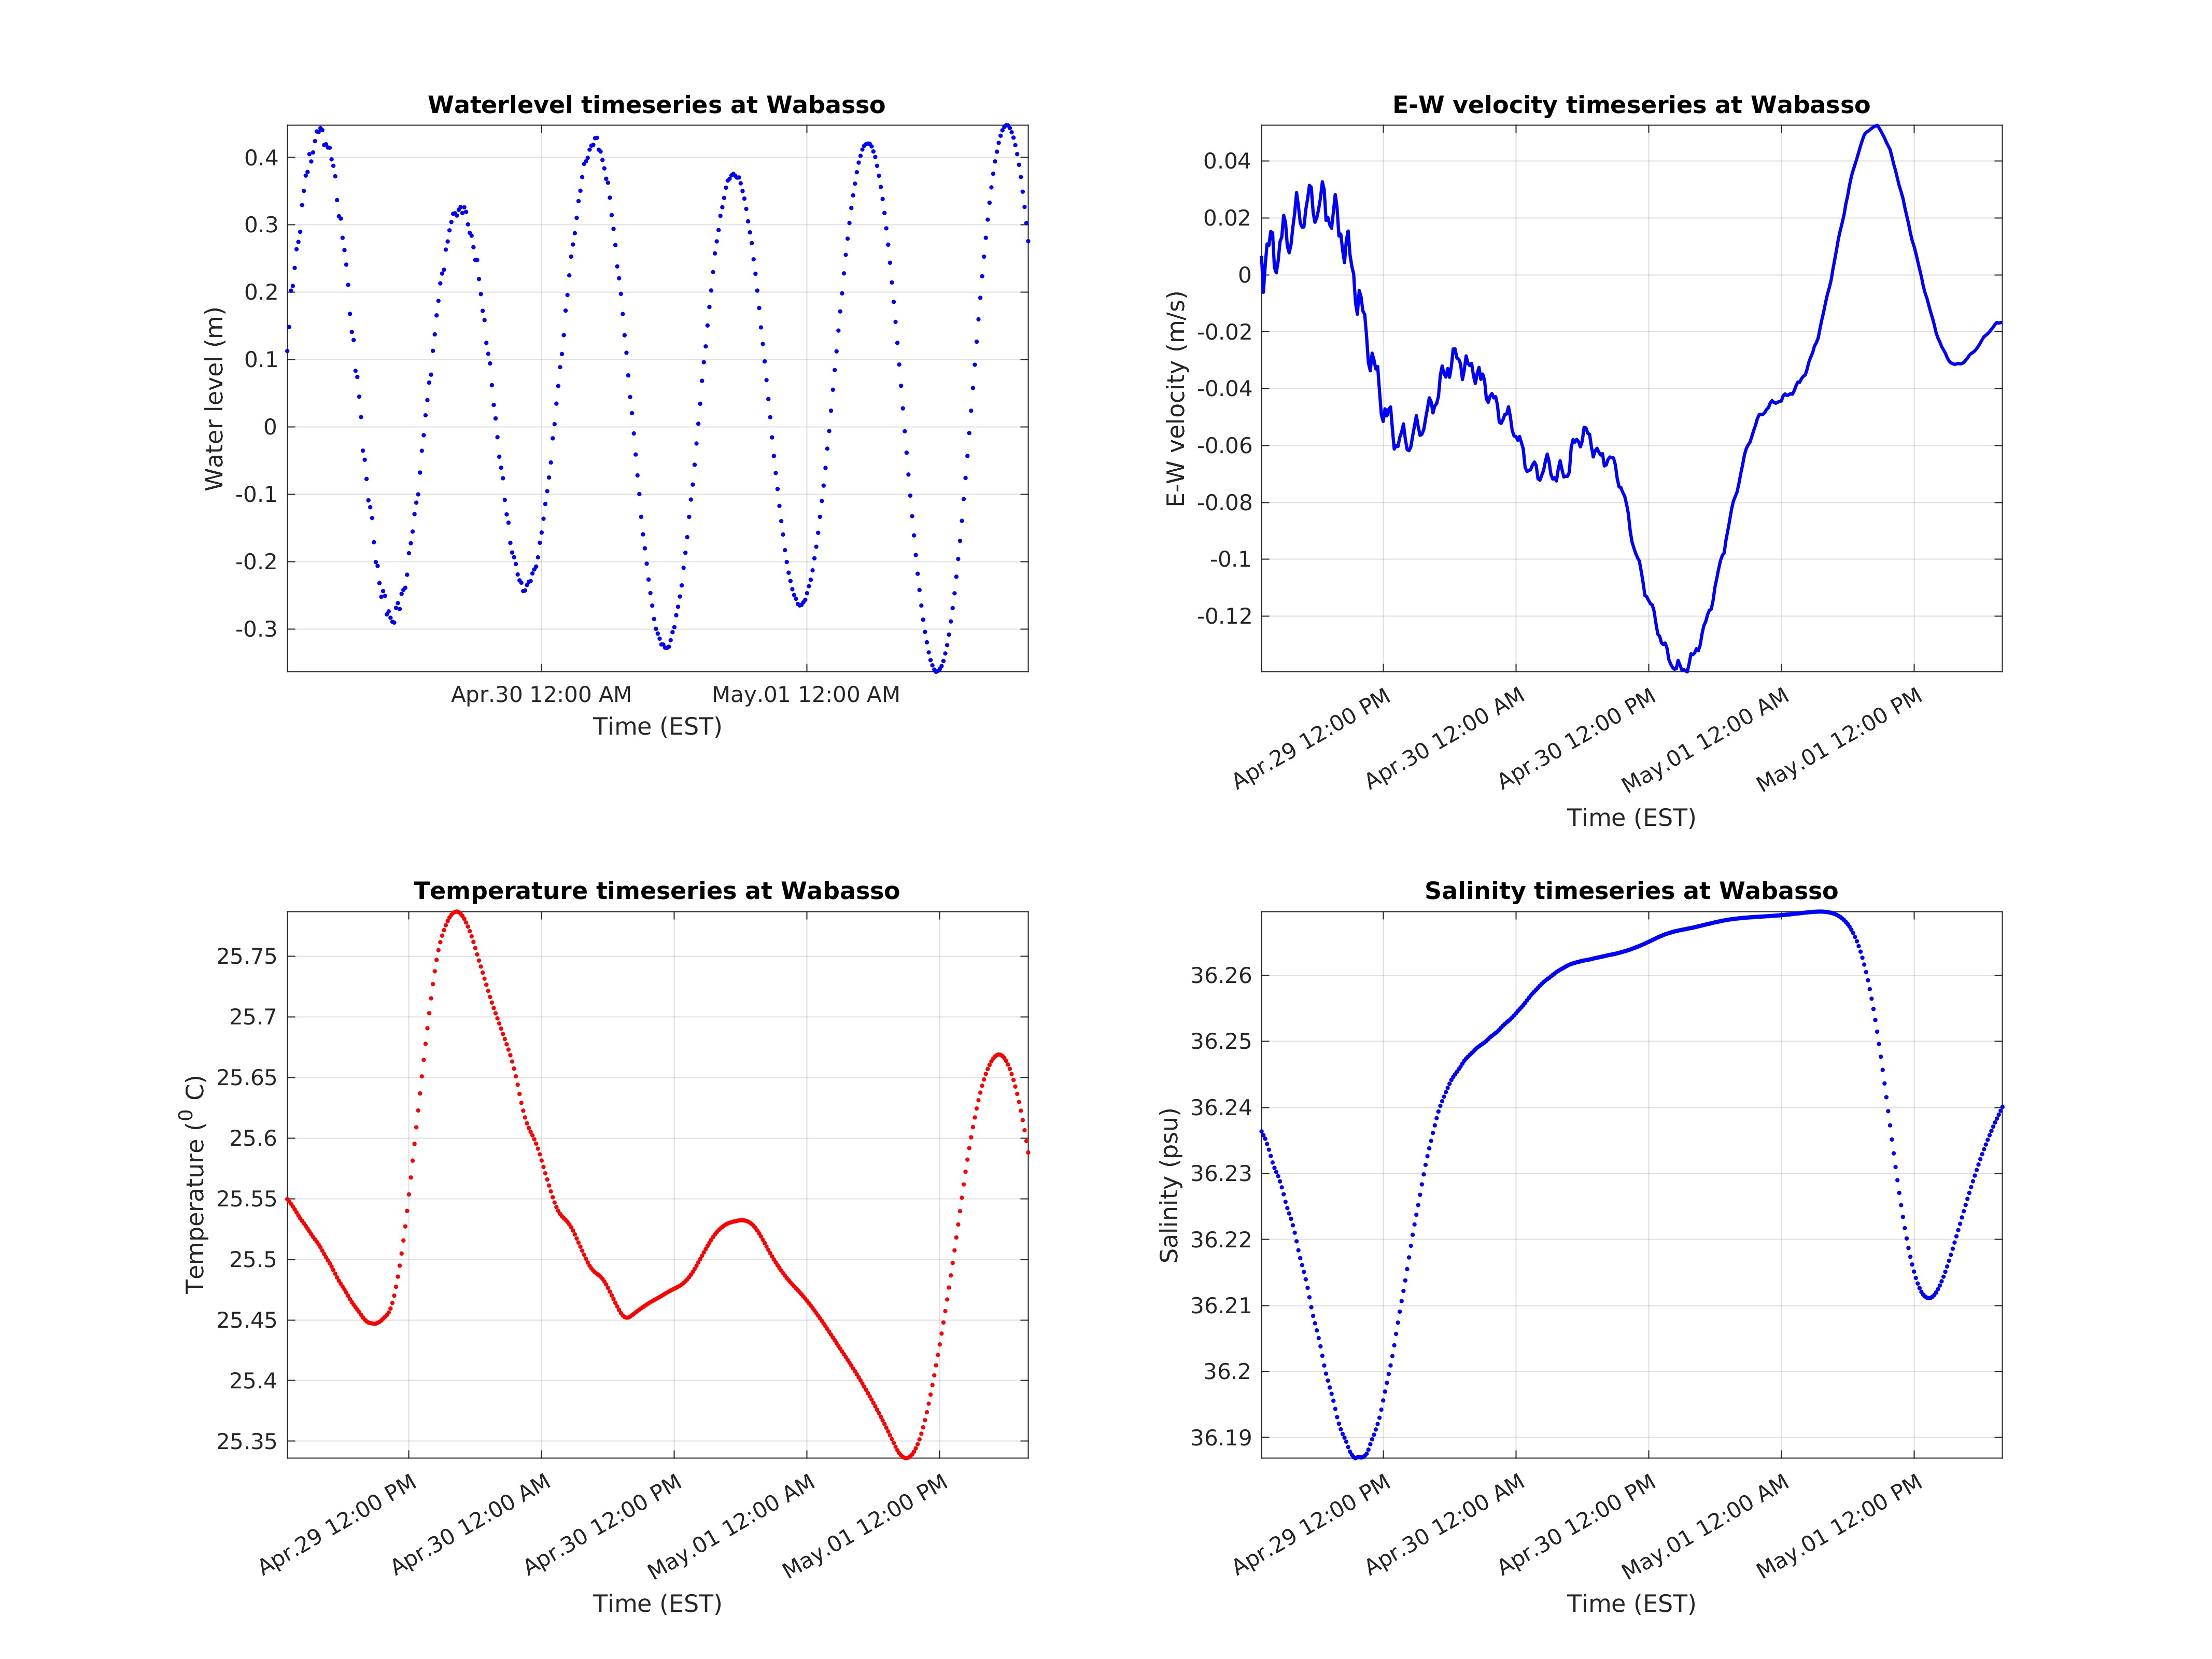 Waterlevel timeseries at Wabasso
0.4
0.3
0.2
0.1
0
-0.1
-0.2
-0.3
Water level (m)
Apr.30 12:00 AM
May.01 12:00 AM
Time (EST)
E-W velocity timeseries at Wabasso
0.04
0.02
0
-0.02
-0.04
-0.06
-0.08
-0.1
-0.12
E-W velocity (m/s)
Apr.29 12:00 PM
Apr.30 12:00 AM
Apr.30 12:00 PM
May.01 12:00 AM
May.01 12:00 PM
Time (EST)
Temperature timeseries at Wabasso
25.75
25.7
25.65
25.6
25.55
25.5
25.45
25.4
25.35
Temperature (⁰ C)
Apr.29 12:00 PM
Apr.30 12:00 AM
Apr.30 12:00 PM
May.01 12:00 AM
May.01 12:00 PM
Time (EST)
Salinity timeseries at Wabasso
36.26
36.25
36.24
36.23
36.22
36.21
36.2
36.19
Salinity (psu)
Apr.29 12:00 PM
Apr.30 12:00 AM
Apr.30 12:00 PM
May.01 12:00 AM
May.01 12:00 PM
Time (EST)